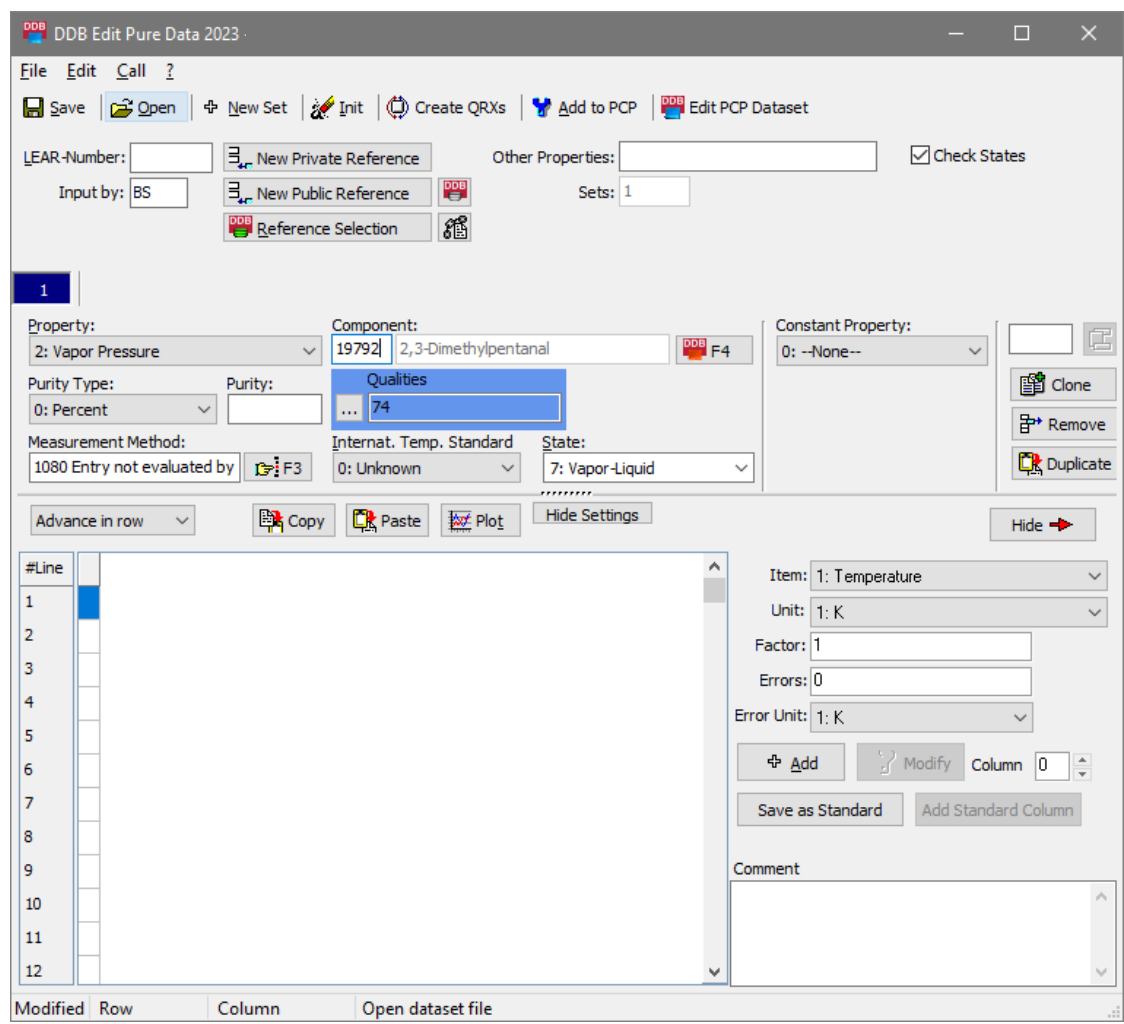 DDB DDB Edit Pure Data 2023 -
File Edit Call ?
Save Open New Set Init Create QRXs Add to PCP DDB Edit PCP Dataset
LEAR-Number: New Private Reference Other Properties: Check States
Input by: BS New Public Reference DDB Sets: 1
DDB Reference Selection
1
Property: Component: Constant Property:
2: Vapor Pressure 19792 2,3-Dimethylpentanal DDB F4 0: --None--
Purity Type: Purity: Qualities Clone
0: Percent ... 74
Remove
Measurement Method: Internat. Temp. Standard State:
1080 Entry not evaluated by F3 0: Unknown 7: Vapor-Liquid Duplicate
Advance in row Copy Paste Plot Hide Settings Hide
#Line Item: 1: Temperature
1 Unit: 1: K
2 Factor: 1
3 Errors: 0
4 Error Unit: 1: K
5
6 Add Modify Column 0
7 Save as Standard Add Standard Column
8
9 Comment
10
11
12
Modified Row Column Open dataset file